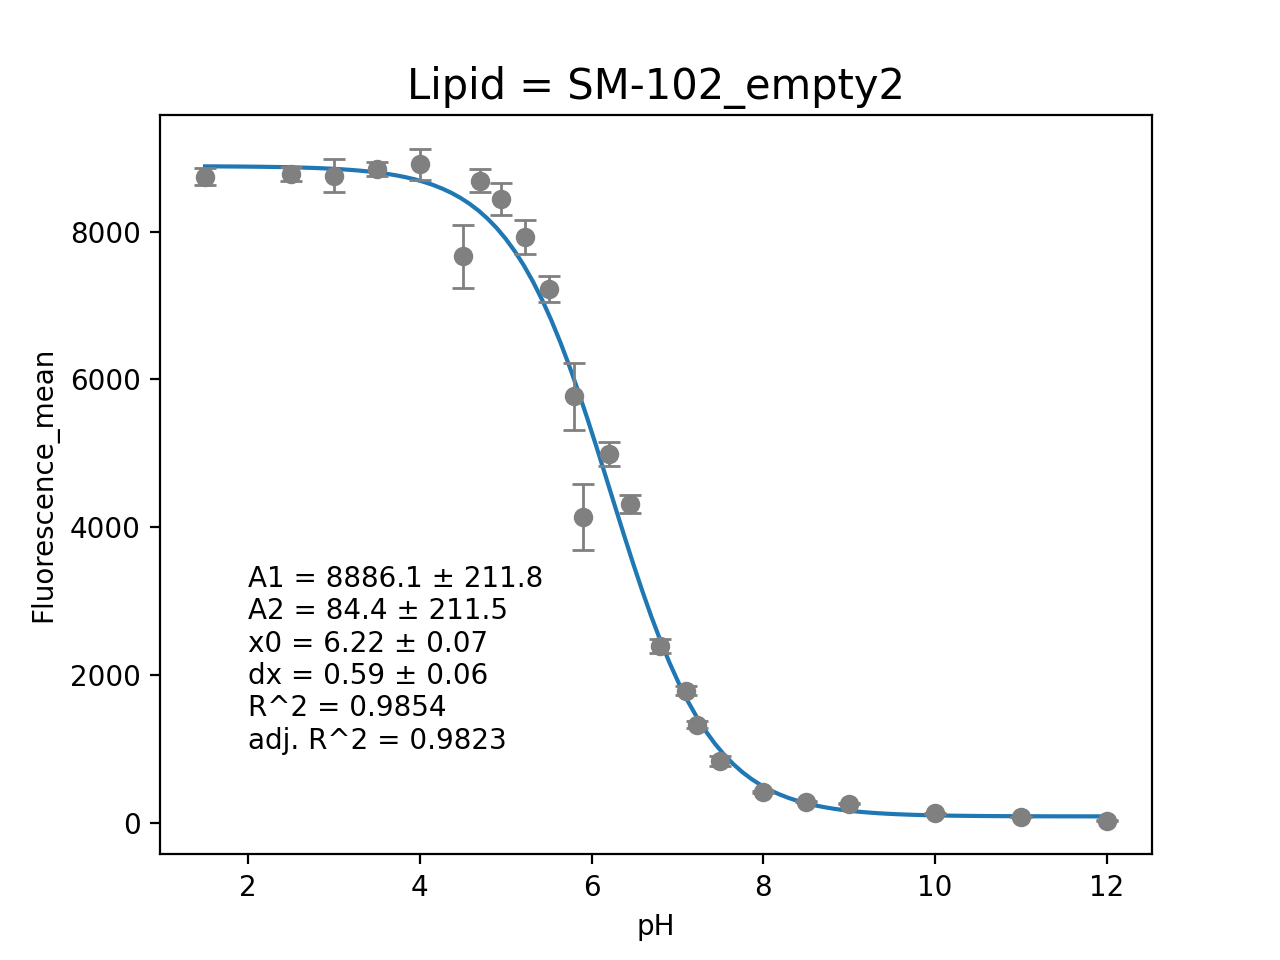 Lipid = SM-102_empty2
Fluorescence_mean
8000
6000
4000
2000
0
A1 = 8886.1 ± 211.8
A2 = 84.4 ± 211.5
x0 = 6.22 ± 0.07
dx = 0.59 ± 0.06
R^2 = 0.9854
adj. R^2 = 0.9823
2 4 6 8 10 12
pH